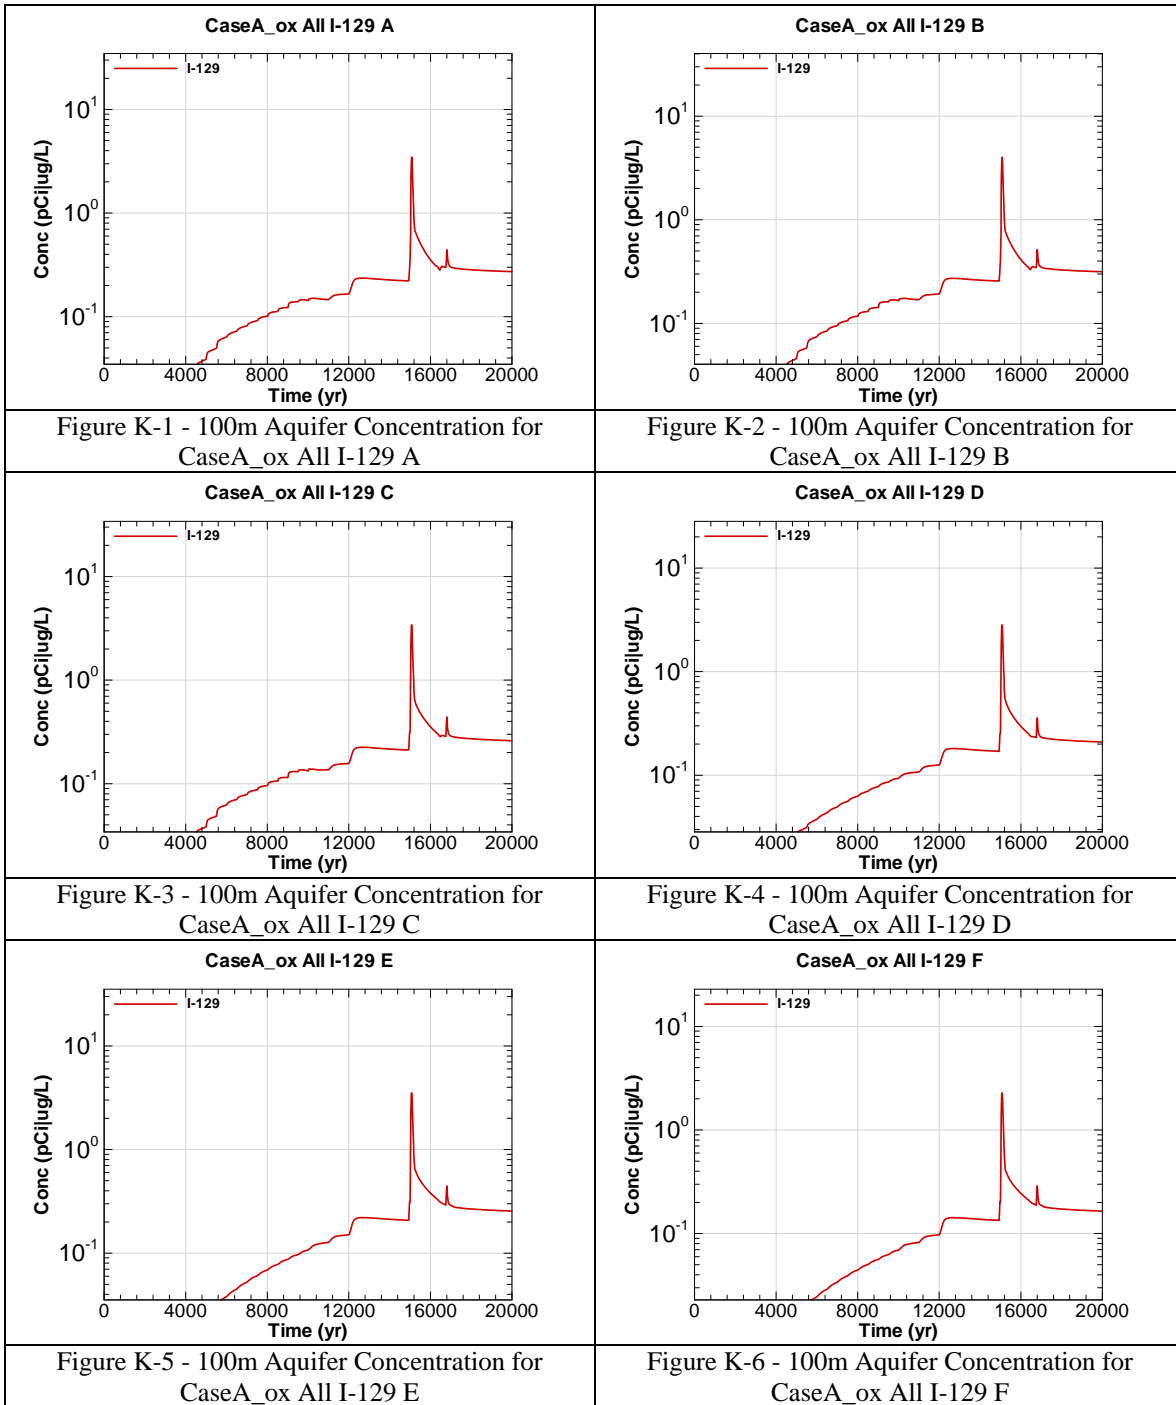 CaseA_ox All I-129 A
I-129
Conc (pCi|ug/L)
10^1
10^0
10^-1
0 4000 8000 12000 16000 20000
Time (yr)
Figure K-1 - 100m Aquifer Concentration for
CaseA_ox All I-129 A
CaseA_ox All I-129 B
I-129
Conc (pCi|ug/L)
10^1
10^0
10^-1
0 4000 8000 12000 16000 20000
Time (yr)
Figure K-2 - 100m Aquifer Concentration for
CaseA_ox All I-129 B
CaseA_ox All I-129 C
I-129
Conc (pCi|ug/L)
10^1
10^0
10^-1
0 4000 8000 12000 16000 20000
Time (yr)
Figure K-3 - 100m Aquifer Concentration for
CaseA_ox All I-129 C
CaseA_ox All I-129 D
I-129
Conc (pCi|ug/L)
10^1
10^0
10^-1
0 4000 8000 12000 16000 20000
Time (yr)
Figure K-4 - 100m Aquifer Concentration for
CaseA_ox All I-129 D
CaseA_ox All I-129 E
I-129
Conc (pCi|ug/L)
10^1
10^0
10^-1
0 4000 8000 12000 16000 20000
Time (yr)
Figure K-5 - 100m Aquifer Concentration for
CaseA_ox All I-129 E
CaseA_ox All I-129 F
I-129
Conc (pCi|ug/L)
10^1
10^0
10^-1
0 4000 8000 12000 16000 20000
Time (yr)
Figure K-6 - 100m Aquifer Concentration for
CaseA_ox All I-129 F